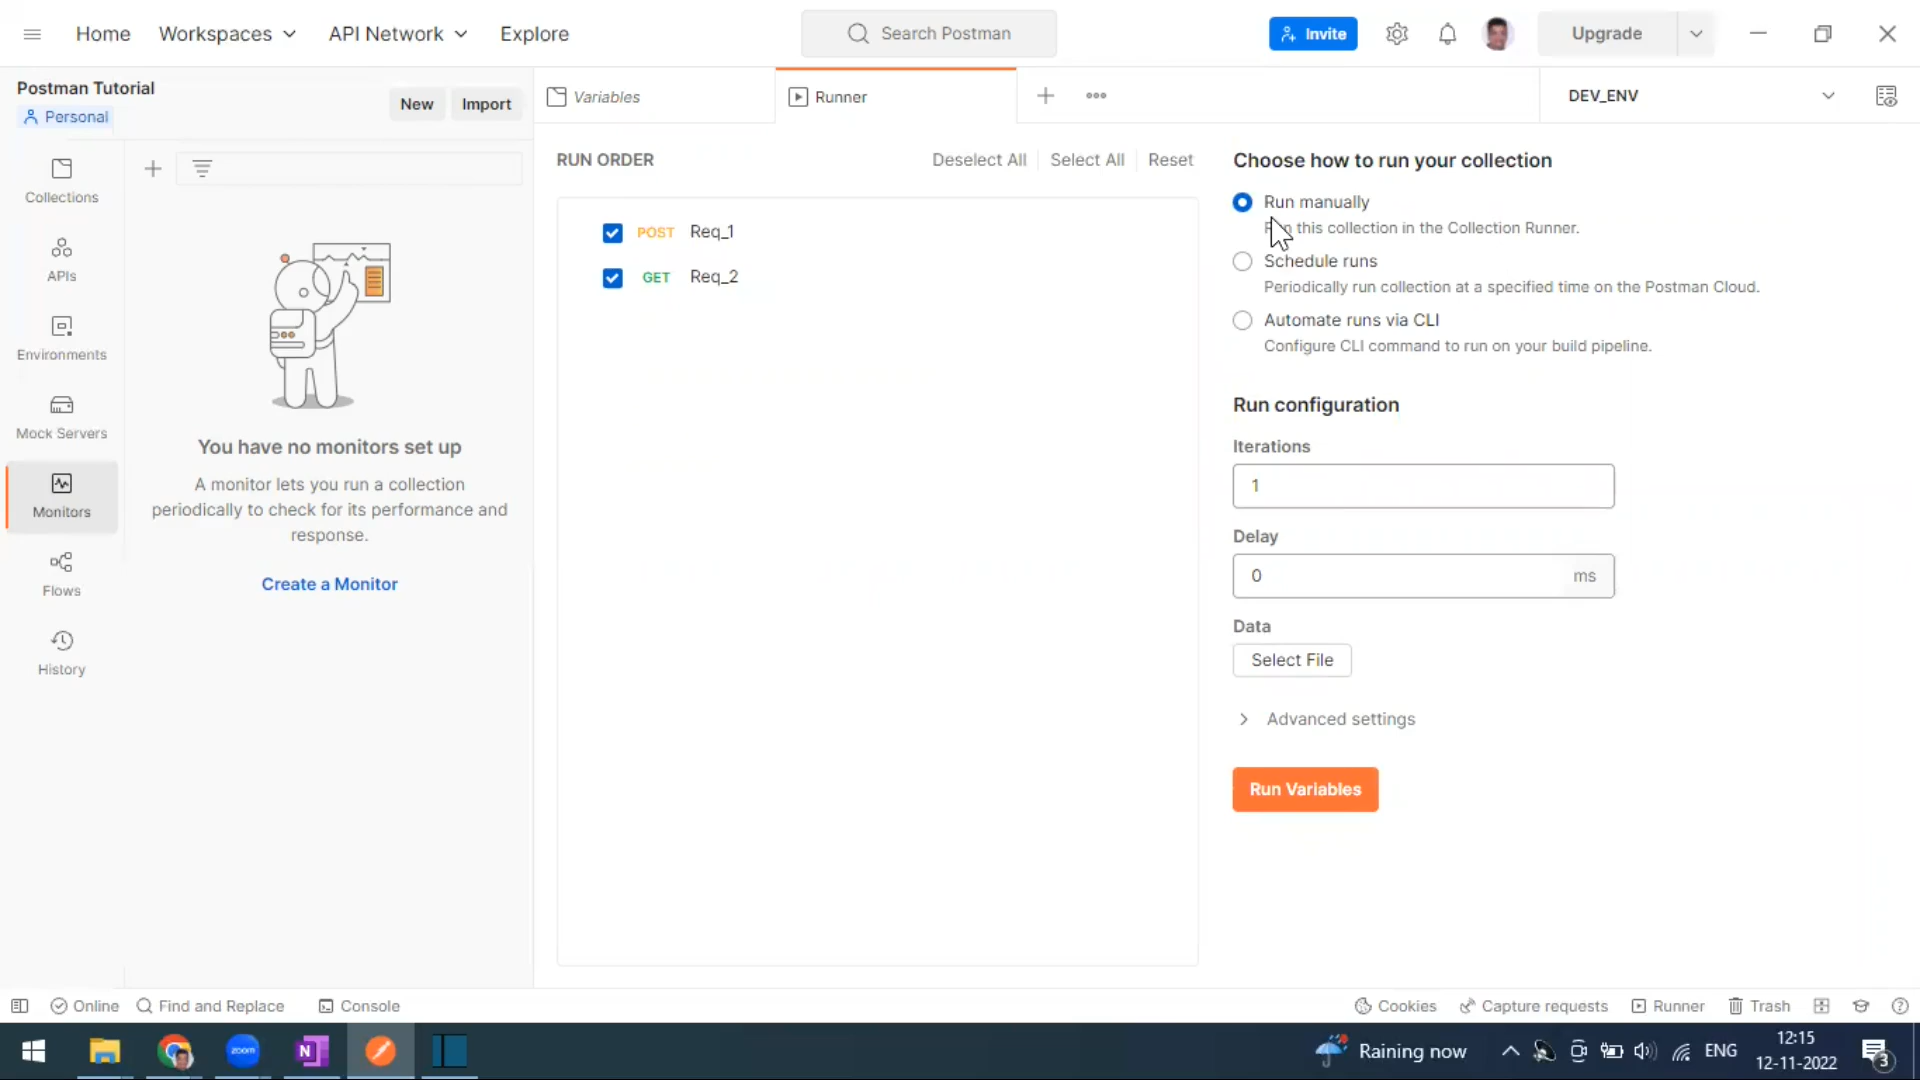 Home Workspaces API Network Explore Search Postman Invite Upgrade
Postman Tutorial
Personal
New Import
Variables Runner DEV_ENV
Collections
APIs
Environments
Mock Servers
Monitors
Flows
History
You have no monitors set up
A monitor lets you run a collection
periodically to check for its performance and
response.
Create a Monitor
RUN ORDER Deselect All Select All Reset
POST Req_1
GET Req_2
Choose how to run your collection
Run manually
this collection in the Collection Runner.
Schedule runs
Periodically run collection at a specified time on the Postman Cloud.
Automate runs via CLI
Configure CLI command to run on your build pipeline.
Run configuration
Iterations
1
Delay
0 ms
Data
Select File
Advanced settings
Run Variables
Online Find and Replace Console Cookies Capture requests Runner Trash
zoom N Raining now ENG 12:15
12-11-2022 3